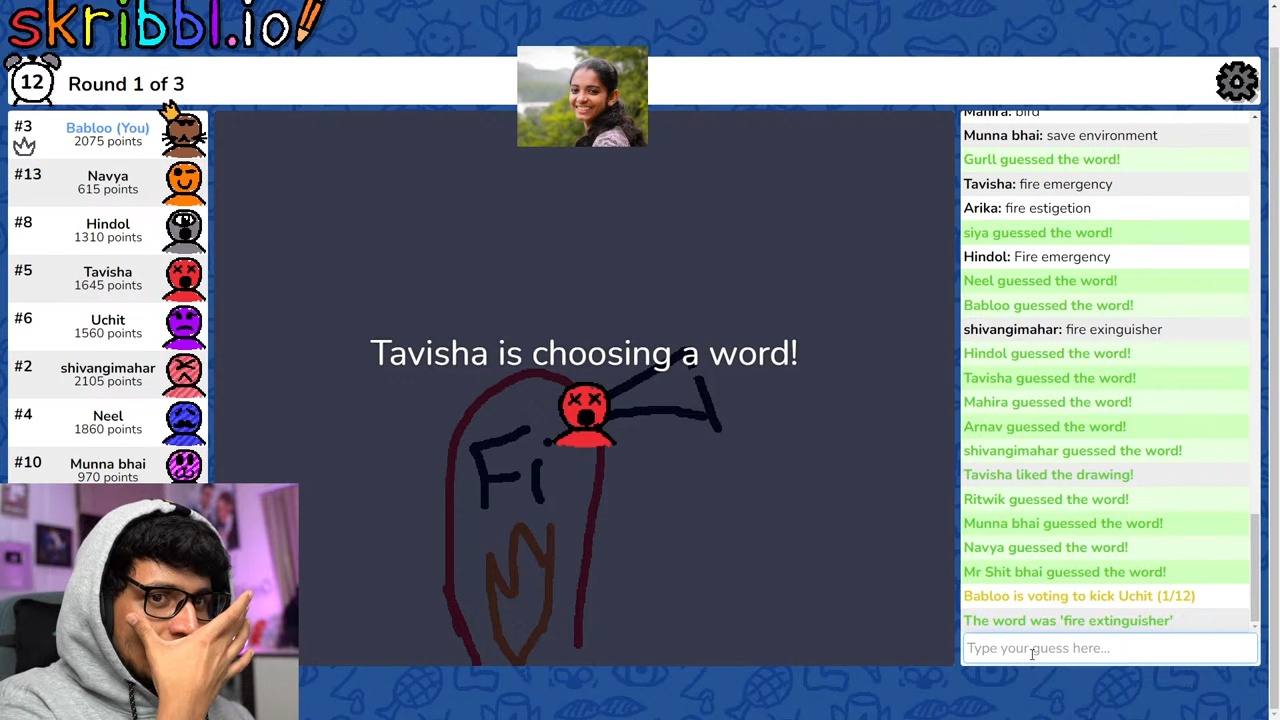 skribbl.io
12
Round 1 of 3
#3
Babloo (You)
2075 points
#13
Navya
615 points
#8
Hindol
1310 points
#5
Tavisha
1645 points
#6
Uchit
1560 points
#2
shivangimahar
2105 points
#4
Neel
1860 points
#10
Munna bhai
970 points
Tavisha is choosing a word!
Fi
Mahira: bird
Munna bhai: save environment
Gurll guessed the word!
Tavisha: fire emergency
Arika: fire estigetion
siya guessed the word!
Hindol: Fire emergency
Neel guessed the word!
Babloo guessed the word!
shivangimahar: fire exinguisher
Hindol guessed the word!
Tavisha guessed the word!
Mahira guessed the word!
Arnav guessed the word!
shivangimahar guessed the word!
Tavisha liked the drawing!
Ritwik guessed the word!
Munna bhai guessed the word!
Navya guessed the word!
Mr Shit bhai guessed the word!
Babloo is voting to kick Uchit (1/12)
The word was 'fire extinguisher'
Type your guess here...